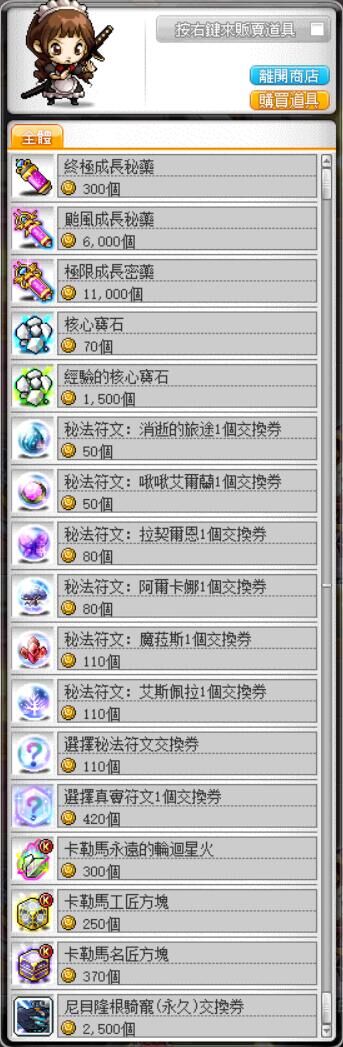 按右鍵來販賣道具
離開商店
購買道具
全體
終極成長秘藥
300個
颱風成長秘藥
6,000個
極限成長密藥
11,000個
核心寶石
70個
經驗的核心寶石
1,500個
秘法符文: 消逝的旅途1個交換券
50個
秘法符文: 啾啾艾爾蘭1個交換券
50個
秘法符文: 拉契爾恩1個交換券
80個
秘法符文: 阿爾卡娜1個交換券
80個
秘法符文: 魔菈斯1個交換券
110個
秘法符文: 艾斯佩拉1個交換券
110個
選擇秘法符文交換券
110個
選擇真實符文1個交換券
420個
卡勒馬永遠的輪迴星火
300個
卡勒馬工匠方塊
250個
卡勒馬名匠方塊
370個
尼貝隆根騎寵(永久)交換券
2,500個